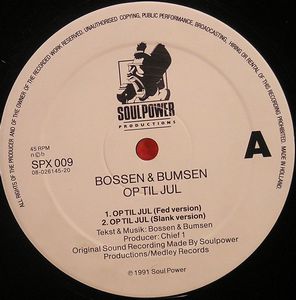 ALL RIGHTS OF THE PRODUCER AND OF THE OWNER OF THE RECORDED WORK RESERVED. UNAUTHORISED COPYING, PUBLIC PERFORMANCE, BROADCASTING, HIRING OR RENTAL OF THIS RECORDING PROHIBITED. MADE IN HOLLAND.
SOULPOWER
PRODUCTIONS
45 RPM
n©b
SPX 009
08-026145-20
A
BOSSEN & BUMSEN
OP TIL JUL
1. OP TIL JUL (Fed version)
2. OP TIL JUL (Slank version)
Tekst & Musik: Bossen & Bumsen
Producer: Chief 1
Original Sound Recording Made By Soulpower
Productions/Medley Records
℗ 1991 Soul Power